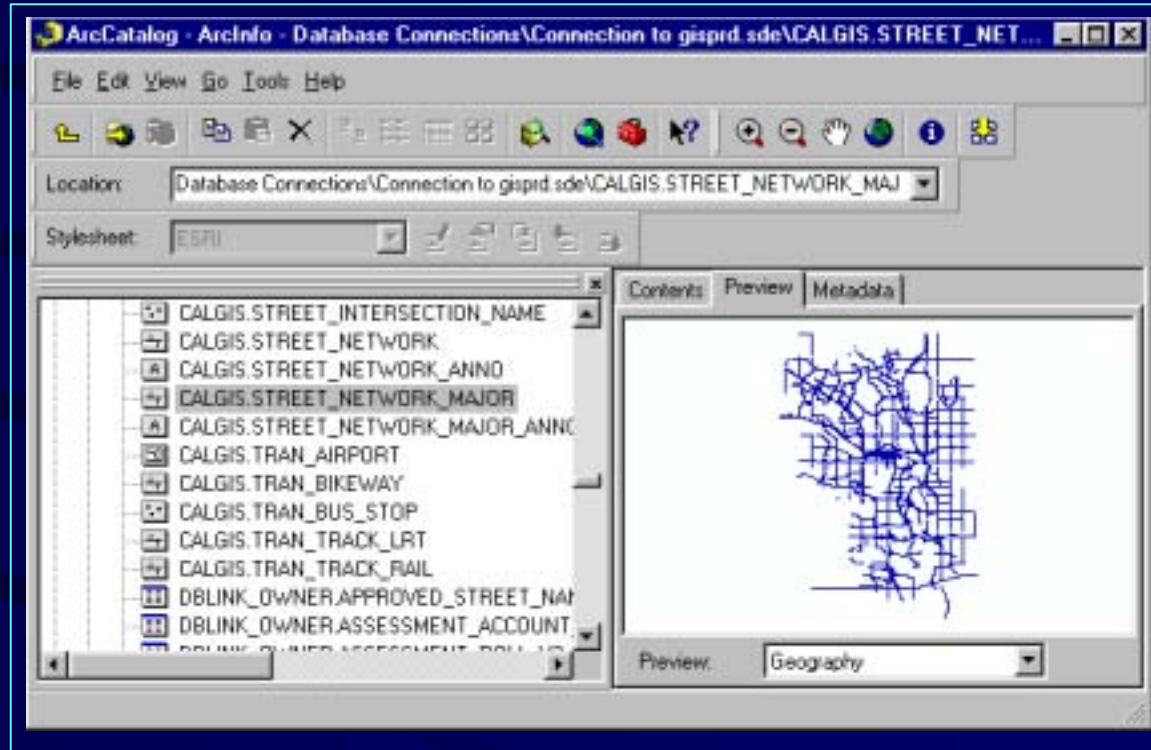 ArcCatalog - ArcInfo - Database Connections\Connection to gisprd.sde\CALGIS.STREET_NET...
File Edit View Go Tools Help
Location: Database Connections\Connection to gisprd.sde\CALGIS.STREET_NETWORK_MAJ
Stylesheet: ESRI
Contents Preview Metadata
CALGIS.STREET_INTERSECTION_NAME
CALGIS.STREET_NETWORK
CALGIS.STREET_NETWORK_ANNO
CALGIS.STREET_NETWORK_MAJOR
CALGIS.STREET_NETWORK_MAJOR_ANNO
CALGIS.TRAN_AIRPORT
CALGIS.TRAN_BIKEWAY
CALGIS.TRAN_BUS_STOP
CALGIS.TRAN_TRACK_LRT
CALGIS.TRAN_TRACK_RAIL
DBLINK_OWNER.APPROVED_STREET_NAM
DBLINK_OWNER.ASSESSMENT_ACCOUNT_
Preview: Geography